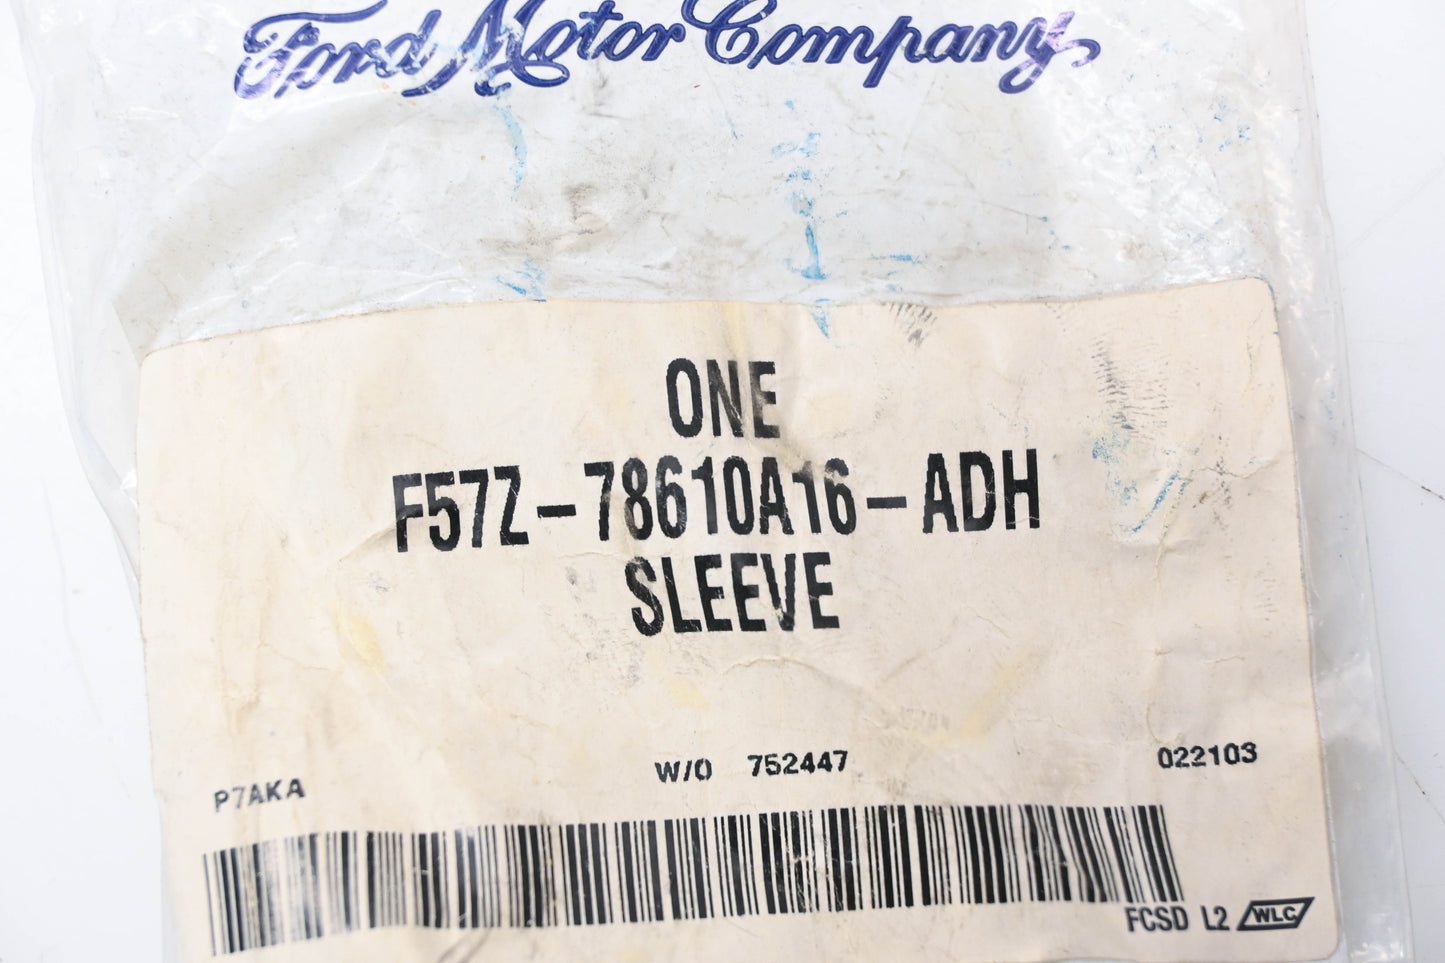 Ford Motor Company
ONE
F57Z-78610A16-ADH
SLEEVE
P7AKA W/O 752447 022103
FCSD L2 WLC